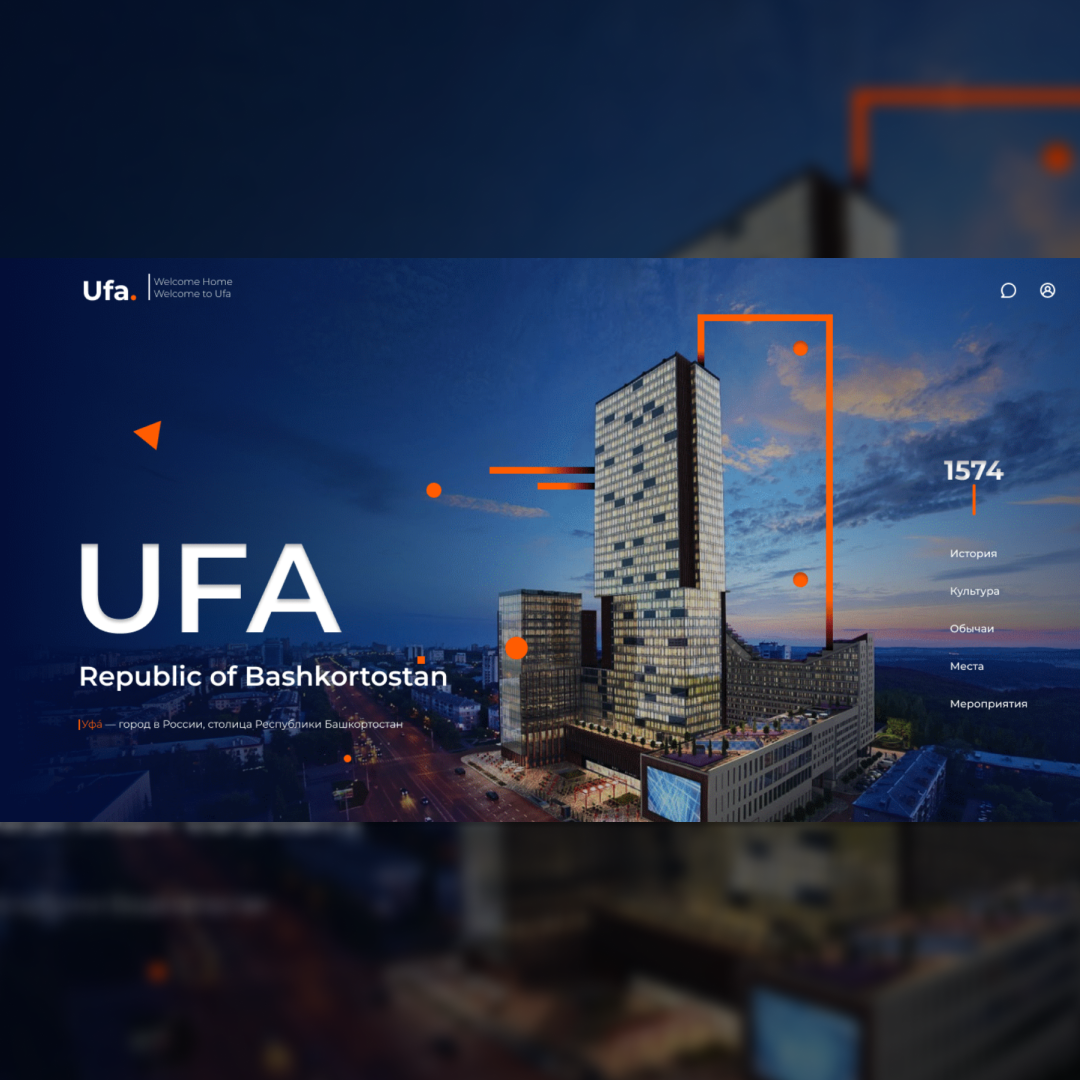 Ufa.
Welcome Home
Welcome to Ufa
1574
История
Культура
Обычаи
Места
Мероприятия
UFA
Republic of Bashkortostan
Уфа́ — город в России, столица Республики Башкортостан